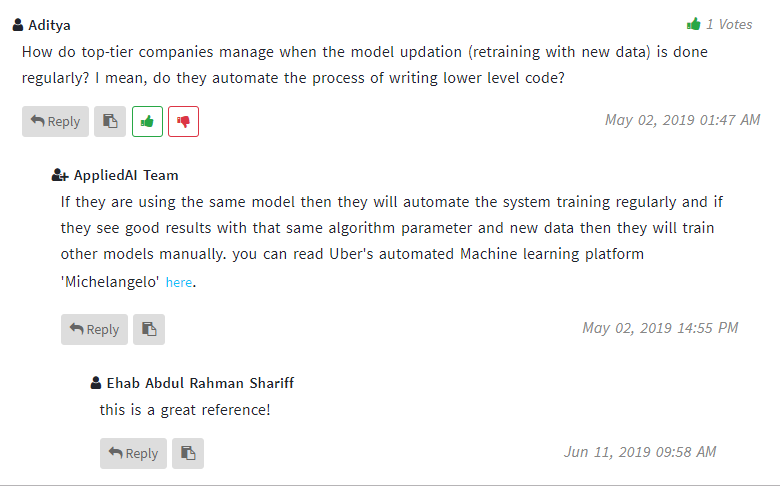 Aditya
1 Votes
How do top-tier companies manage when the model updation (retraining with new data) is done
regularly? I mean, do they automate the process of writing lower level code?
Reply
May 02, 2019 01:47 AM
AppliedAI Team
If they are using the same model then they will automate the system training regularly and if
they see good results with that same algorithm parameter and new data then they will train
other models manually. you can read Uber's automated Machine learning platform
'Michelangelo' here.
Reply
May 02, 2019 14:55 PM
Ehab Abdul Rahman Shariff
this is a great reference!
Reply
Jun 11, 2019 09:58 AM